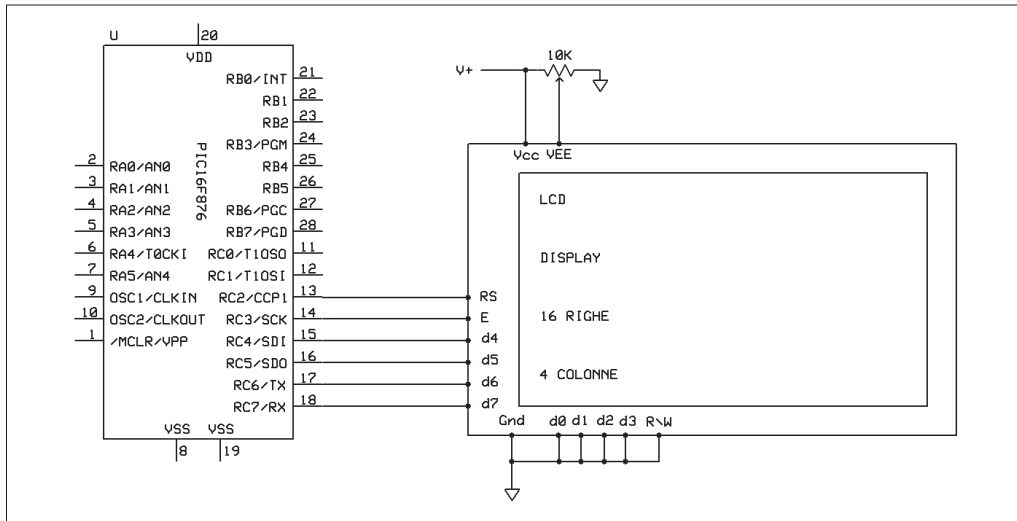 U
20
VDD
PIC16F876
RB0/INT 21
RB1 22
RB2 23
RB3/PGM 24
RB4 25
RB5 26
RB6/PGC 27
RB7/PGD 28
RC0/T1OSO 11
RC1/T1OSI 12
RC2/CCP1 13
RC3/SCK 14
RC4/SDI 15
RC5/SDO 16
RC6/TX 17
RC7/RX 18
2 RA0/AN0
3 RA1/AN1
4 RA2/AN2
5 RA3/AN3
6 RA4/T0CKI
7 RA5/AN4
9 OSC1/CLKIN
10 OSC2/CLKOUT
1 /MCLR/VPP
VSS VSS
8 19
10K
V+
Vcc VEE
LCD
DISPLAY
16 RIGHE
4 COLONNE
RS
E
d4
d5
d6
d7
Gnd d0 d1 d2 d3 R\W